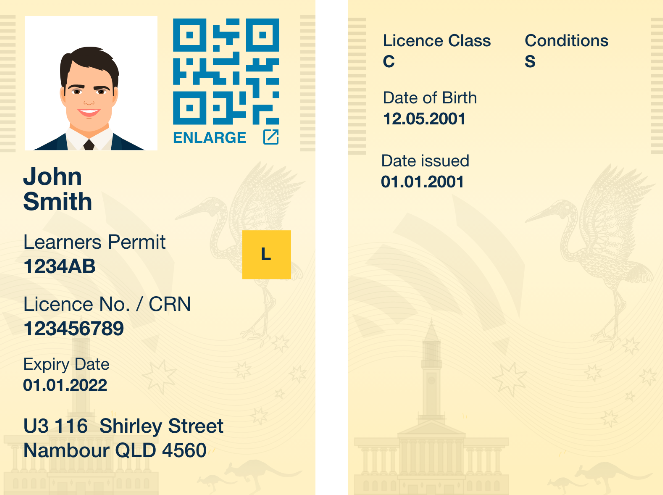 ENLARGE
John
Smith
Learners Permit
1234AB
L
Licence No. / CRN
123456789
Expiry Date
01.01.2022
U3 116  Shirley Street
Nambour QLD 4560
Licence Class
C
Conditions
S
Date of Birth
12.05.2001
Date issued
01.01.2001